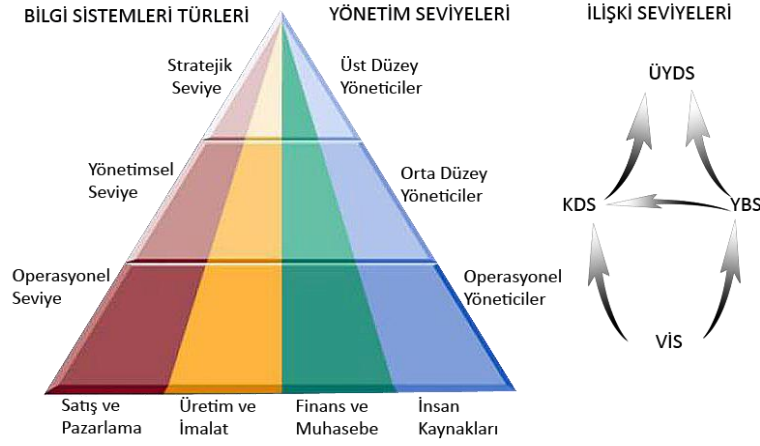 BİLGİ SİSTEMLERİ TÜRLERİ
YÖNETİM SEVİYELERİ
İLİŞKİ SEVİYELERİ
Stratejik
Seviye
Üst Düzey
Yöneticiler
ÜYDS
Yönetimsel
Seviye
Orta Düzey
Yöneticiler
KDS
YBS
Operasyonel
Seviye
Operasyonel
Yöneticiler
VİS
Satış ve
Pazarlama
Üretim ve
İmalat
Finans ve
Muhasebe
İnsan
Kaynakları